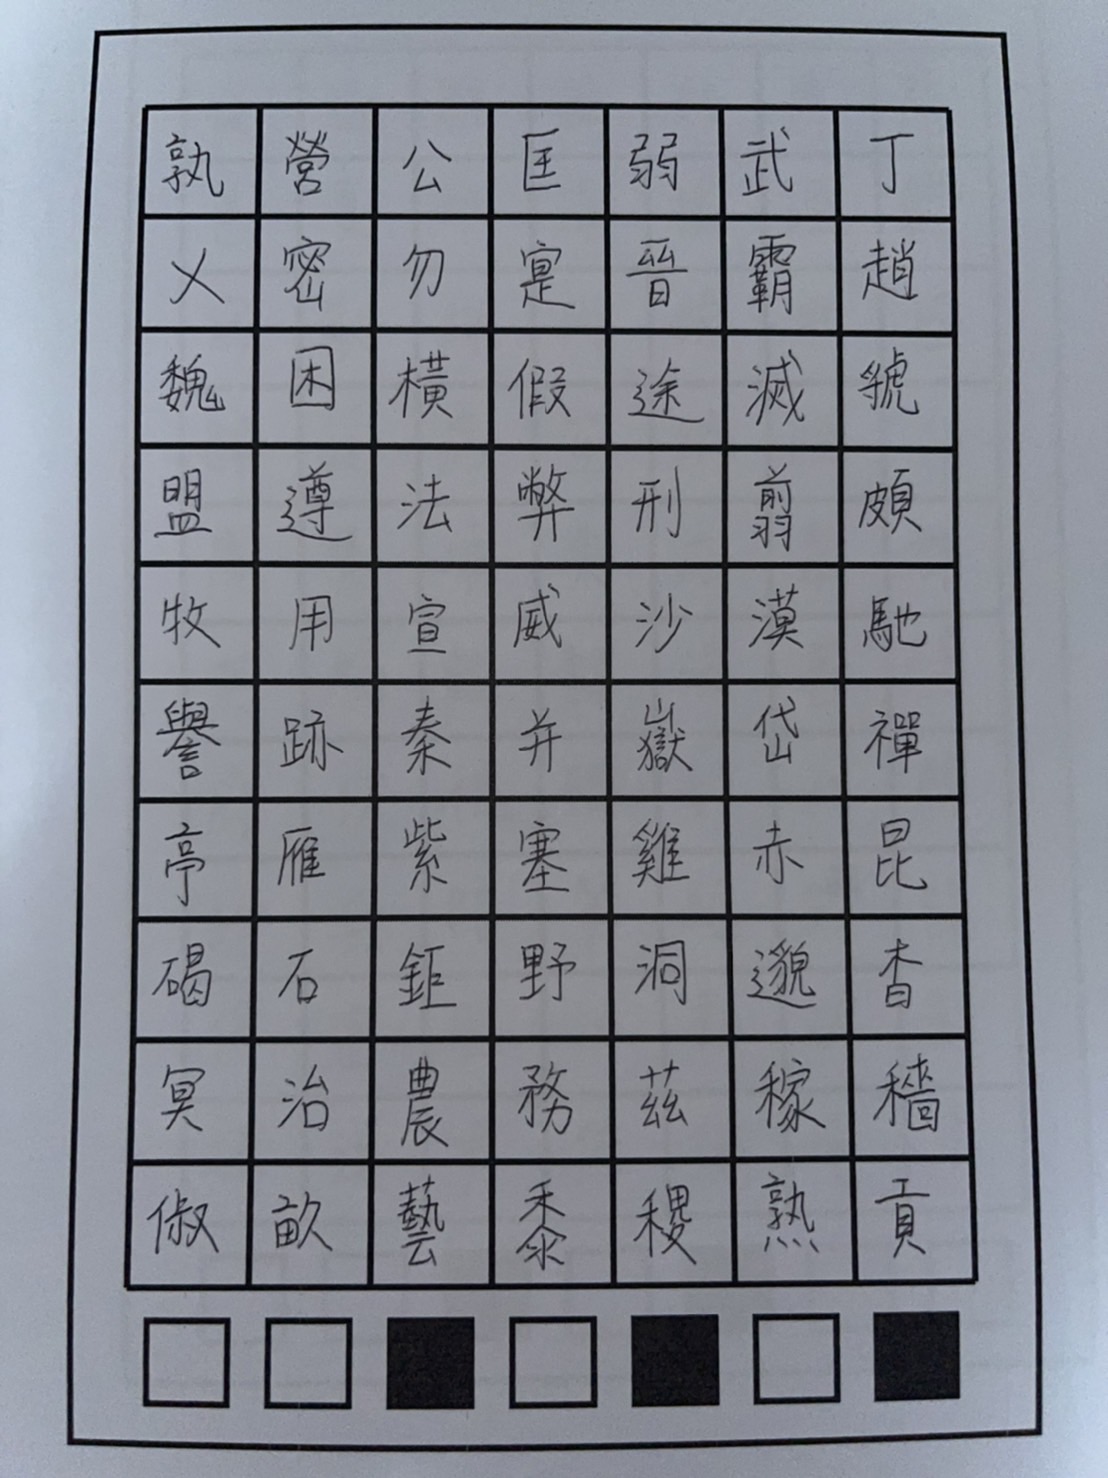 孰營公匡弱武丁
乂密勿寔晉霸趙
魏困橫假途滅虢
盟遵法弊刑翦頗
牧用宣威沙漠馳
譽跡秦并嶽岱禪
亭雁紫塞雞赤昆
碣石鉅野洞邈杳
冥治農務茲稼穡
俶畝藝黍稷熟貢